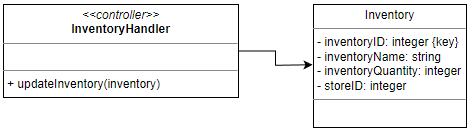 <<controller>>
InventoryHandler
+ updateInventory(inventory)
Inventory
- inventoryID: integer {key}
- inventoryName: string
- inventoryQuantity: integer
- storeID: integer